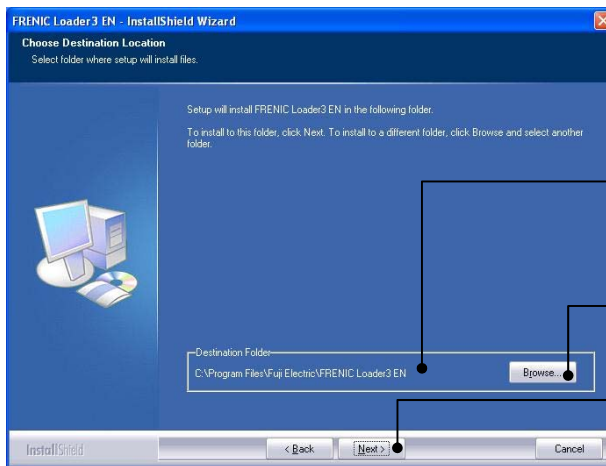 FRENIC Loader3 EN - InstallShield Wizard
Choose Destination Location
Select folder where setup will install files.
Setup will install FRENIC Loader3 EN in the following folder.
To install to this folder, click Next. To install to a different folder, click Browse and select another
folder.
Destination Folder
C:\Program Files\Fuji Electric\FRENIC Loader3 EN
Browse...
InstallShield
< Back
Next >
Cancel